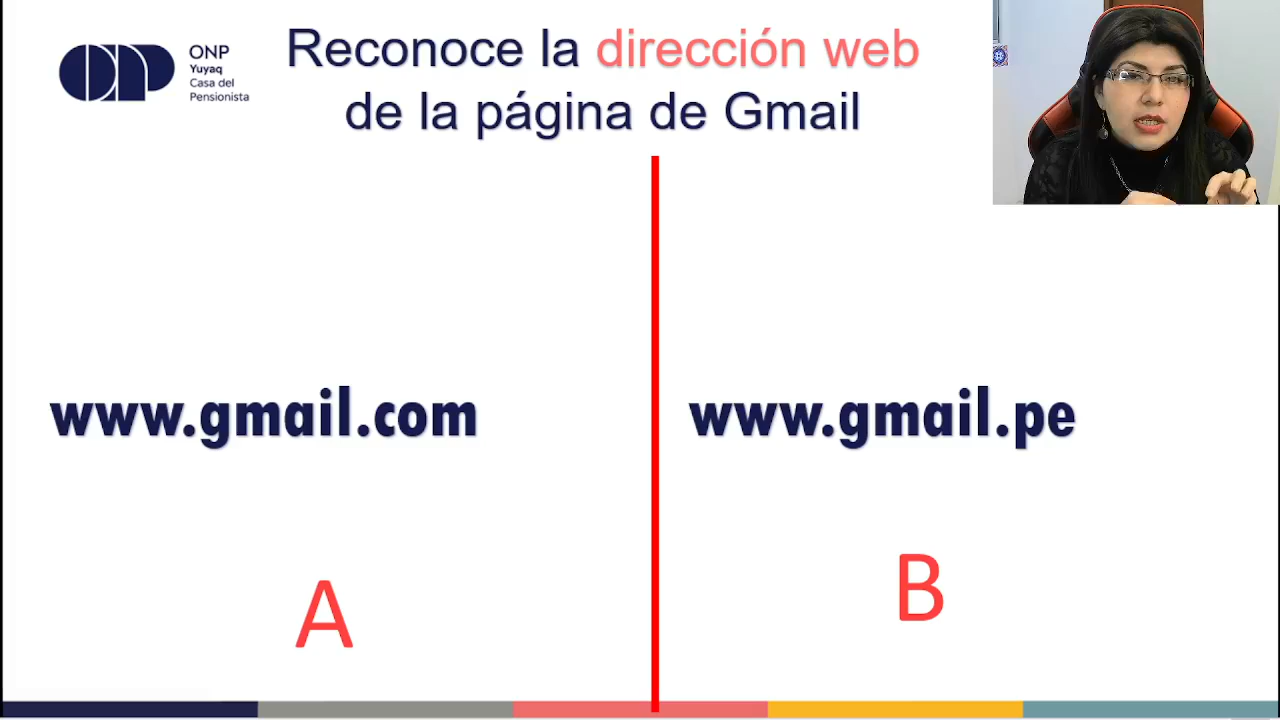 ONP
Yuyaq
Casa del
Pensionista
Reconoce la dirección web
de la página de Gmail
www.gmail.com
www.gmail.pe
A
B